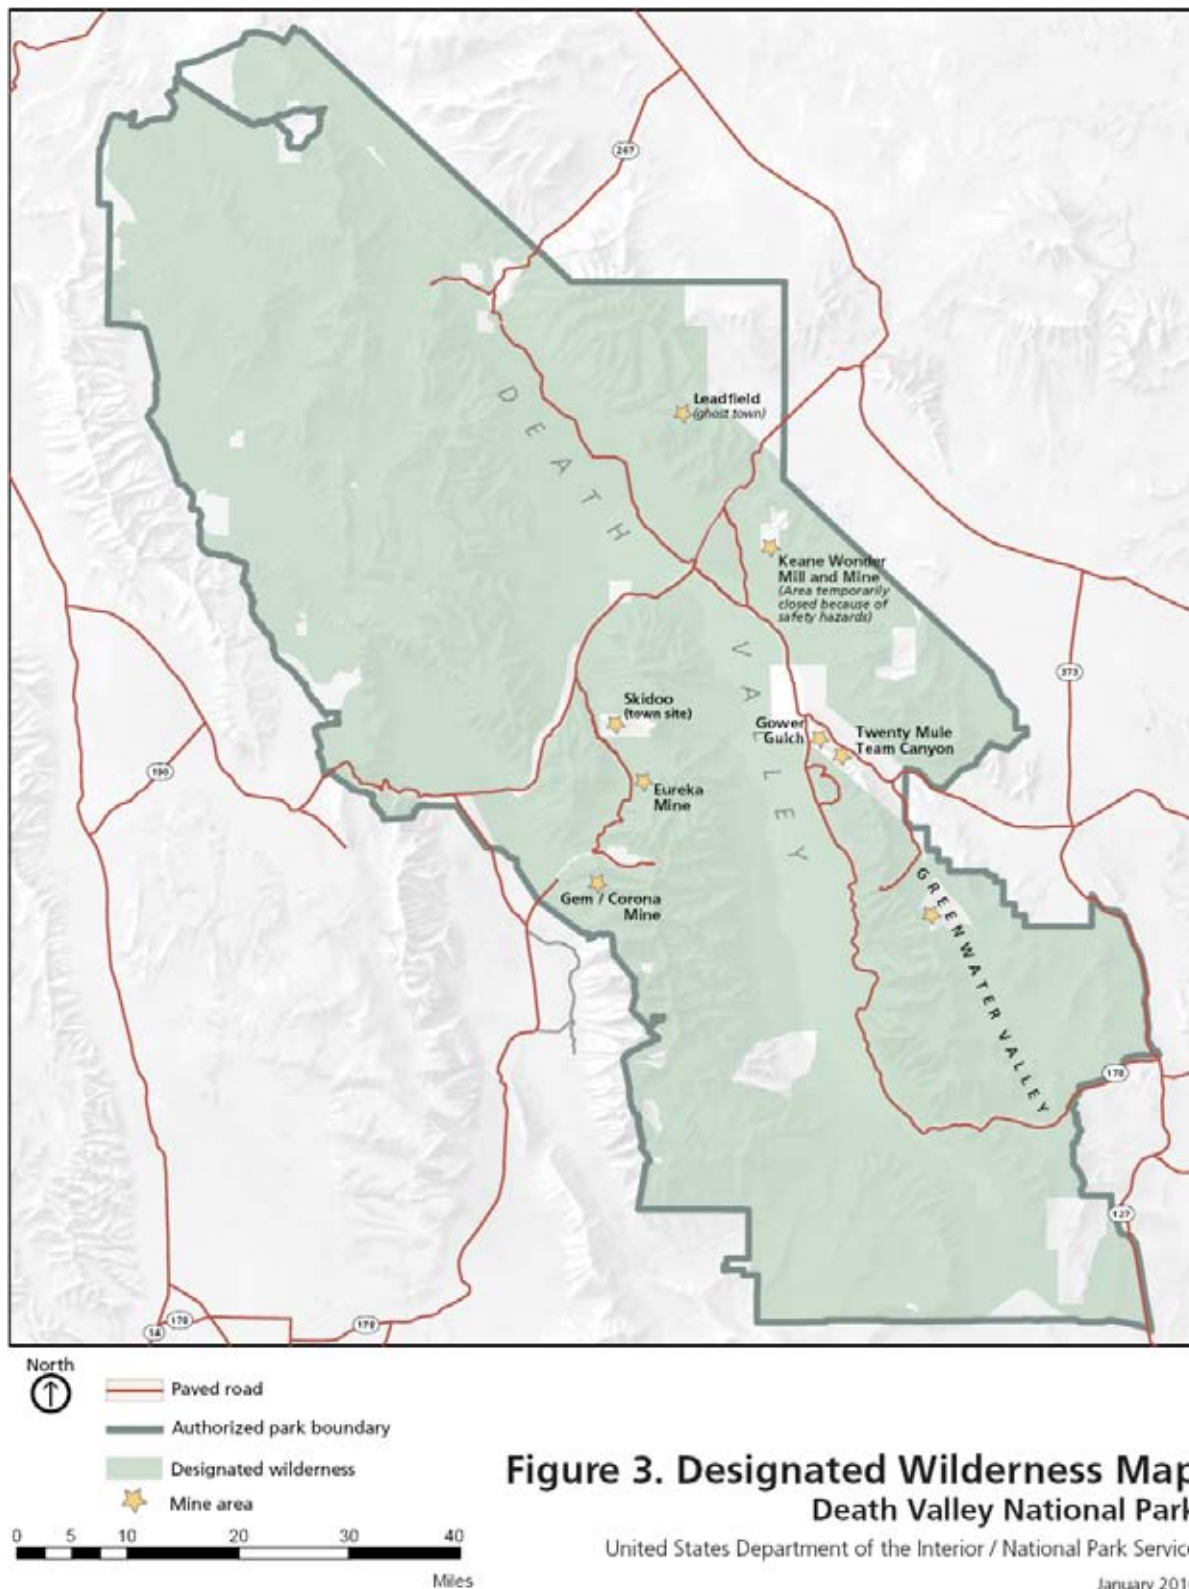 267
Leadfield
(ghost town)
DEATH
Keane Wonder
Mill and Mine
(Area temporarily
closed because of
safety hazards)
VALLEY
373
Skidoo
(town site)
Gower
Gulch
Twenty Mule
Team Canyon
190
Eureka
Mine
Gem / Corona
Mine
GREENWATER VALLEY
178
127
178
14
178
North
Paved road
Authorized park boundary
Designated wilderness
Mine area
0 5 10 20 30 40
Miles
Figure 3. Designated Wilderness Map
Death Valley National Park
United States Department of the Interior / National Park Service
January 201